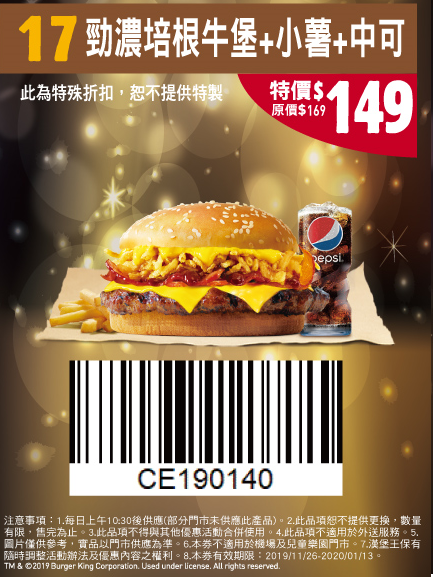 17 勁濃培根牛堡+小薯+中可
此為特殊折扣，恕不提供特製
特價$149
原價$169
pepsi
CE190140
注意事項：1.每日上午10:30後供應(部分門市未供應此產品)。2.此品項恕不提供更換，數量
有限，售完為止。3.此品項不得與其他優惠活動合併使用。4.此品項不適用於外送服務。5.
圖片僅供參考，實品以門市供應為準。6.本券不適用於機場及兒童樂園門市。7.漢堡王保有
隨時調整活動辦法及優惠內容之權利。8.本券有效期限：2019/11/26-2020/01/13。
TM & ©2019 Burger King Corporation. Used under license. All rights reserved.